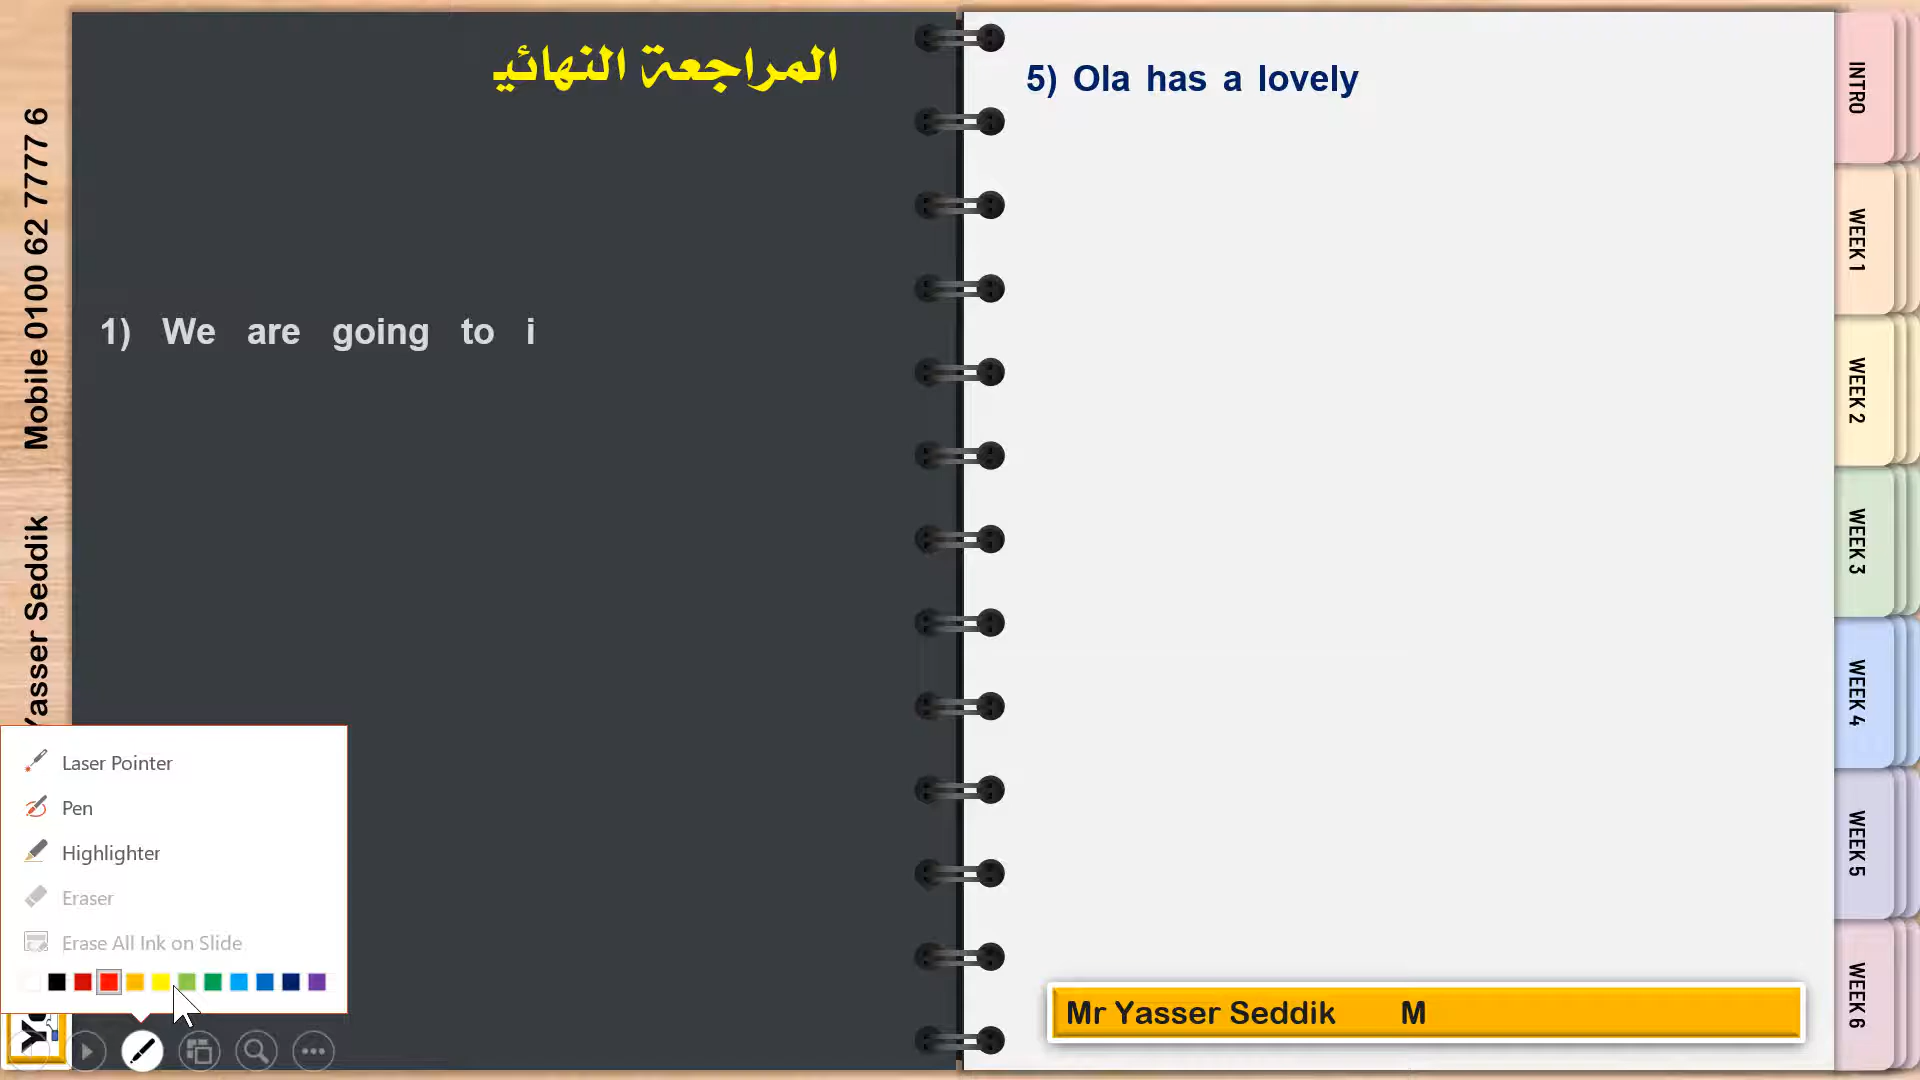 المراجعة النهائي
1) We are going to i
5) Ola has a lovely
Mobile 0100 62 7777 6
Yasser Seddik
Laser Pointer
Pen
Highlighter
Eraser
Erase All Ink on Slide
Mr Yasser Seddik M
INTRO
WEEK 1
WEEK 2
WEEK 3
WEEK 4
WEEK 5
WEEK 6